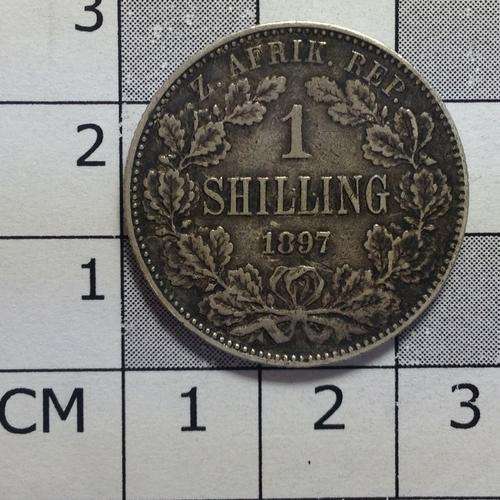 3
Z. AFRIK. REP.
1
2
SHILLING
1897
1
CM 1 2 3